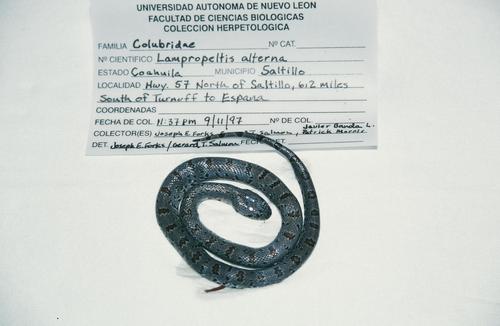 UNIVERSIDAD AUTONOMA DE NUEVO LEON
FACULTAD DE CIENCIAS BIOLOGICAS
COLECCION HERPETOLOGICA
FAMILIA Colubridae Nº CAT.
Nº CIENTIFICO Lampropeltis alterna
ESTADO Coahuila MUNICIPIO Saltillo
LOCALIDAD Hwy. 57 North of Saltillo, 6.2 miles
South of Turnoff to Espana
COORDENADAS
FECHA DE COL. 11:37 PM 9/11/97 Nº DE COL.
COLECTOR(ES) Joseph E. Forks Salmon, Javier Banda L.
Patrick
DET. Joseph E. Forks / Gerard T. Salmon FECHA DET.